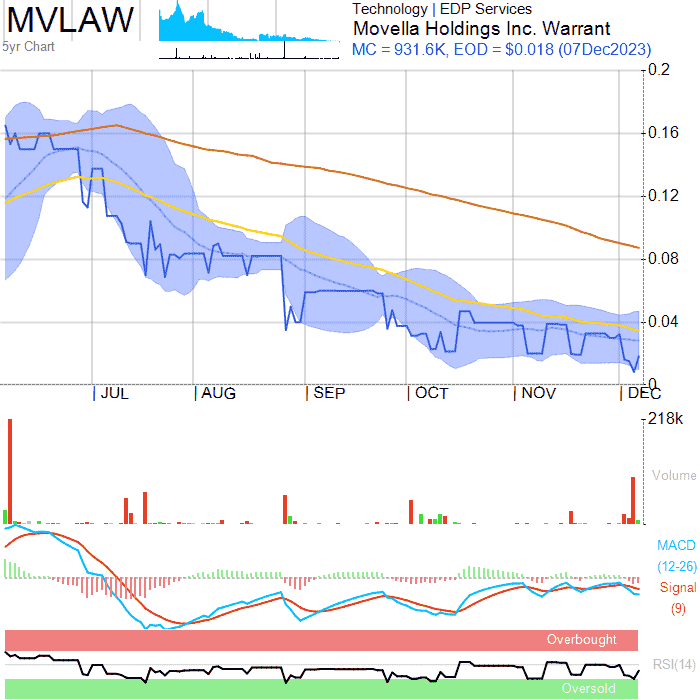 MVLAW
5yr Chart
Technology | EDP Services
Movella Holdings Inc. Warrant
MC = 931.6K, EOD = $0.018 (07Dec2023)
0.2
0.16
0.12
0.08
0.04
0
JUL AUG SEP OCT NOV DEC
218k
Volume
MACD
(12-26)
Signal
(9)
Overbought
RSI(14)
Oversold